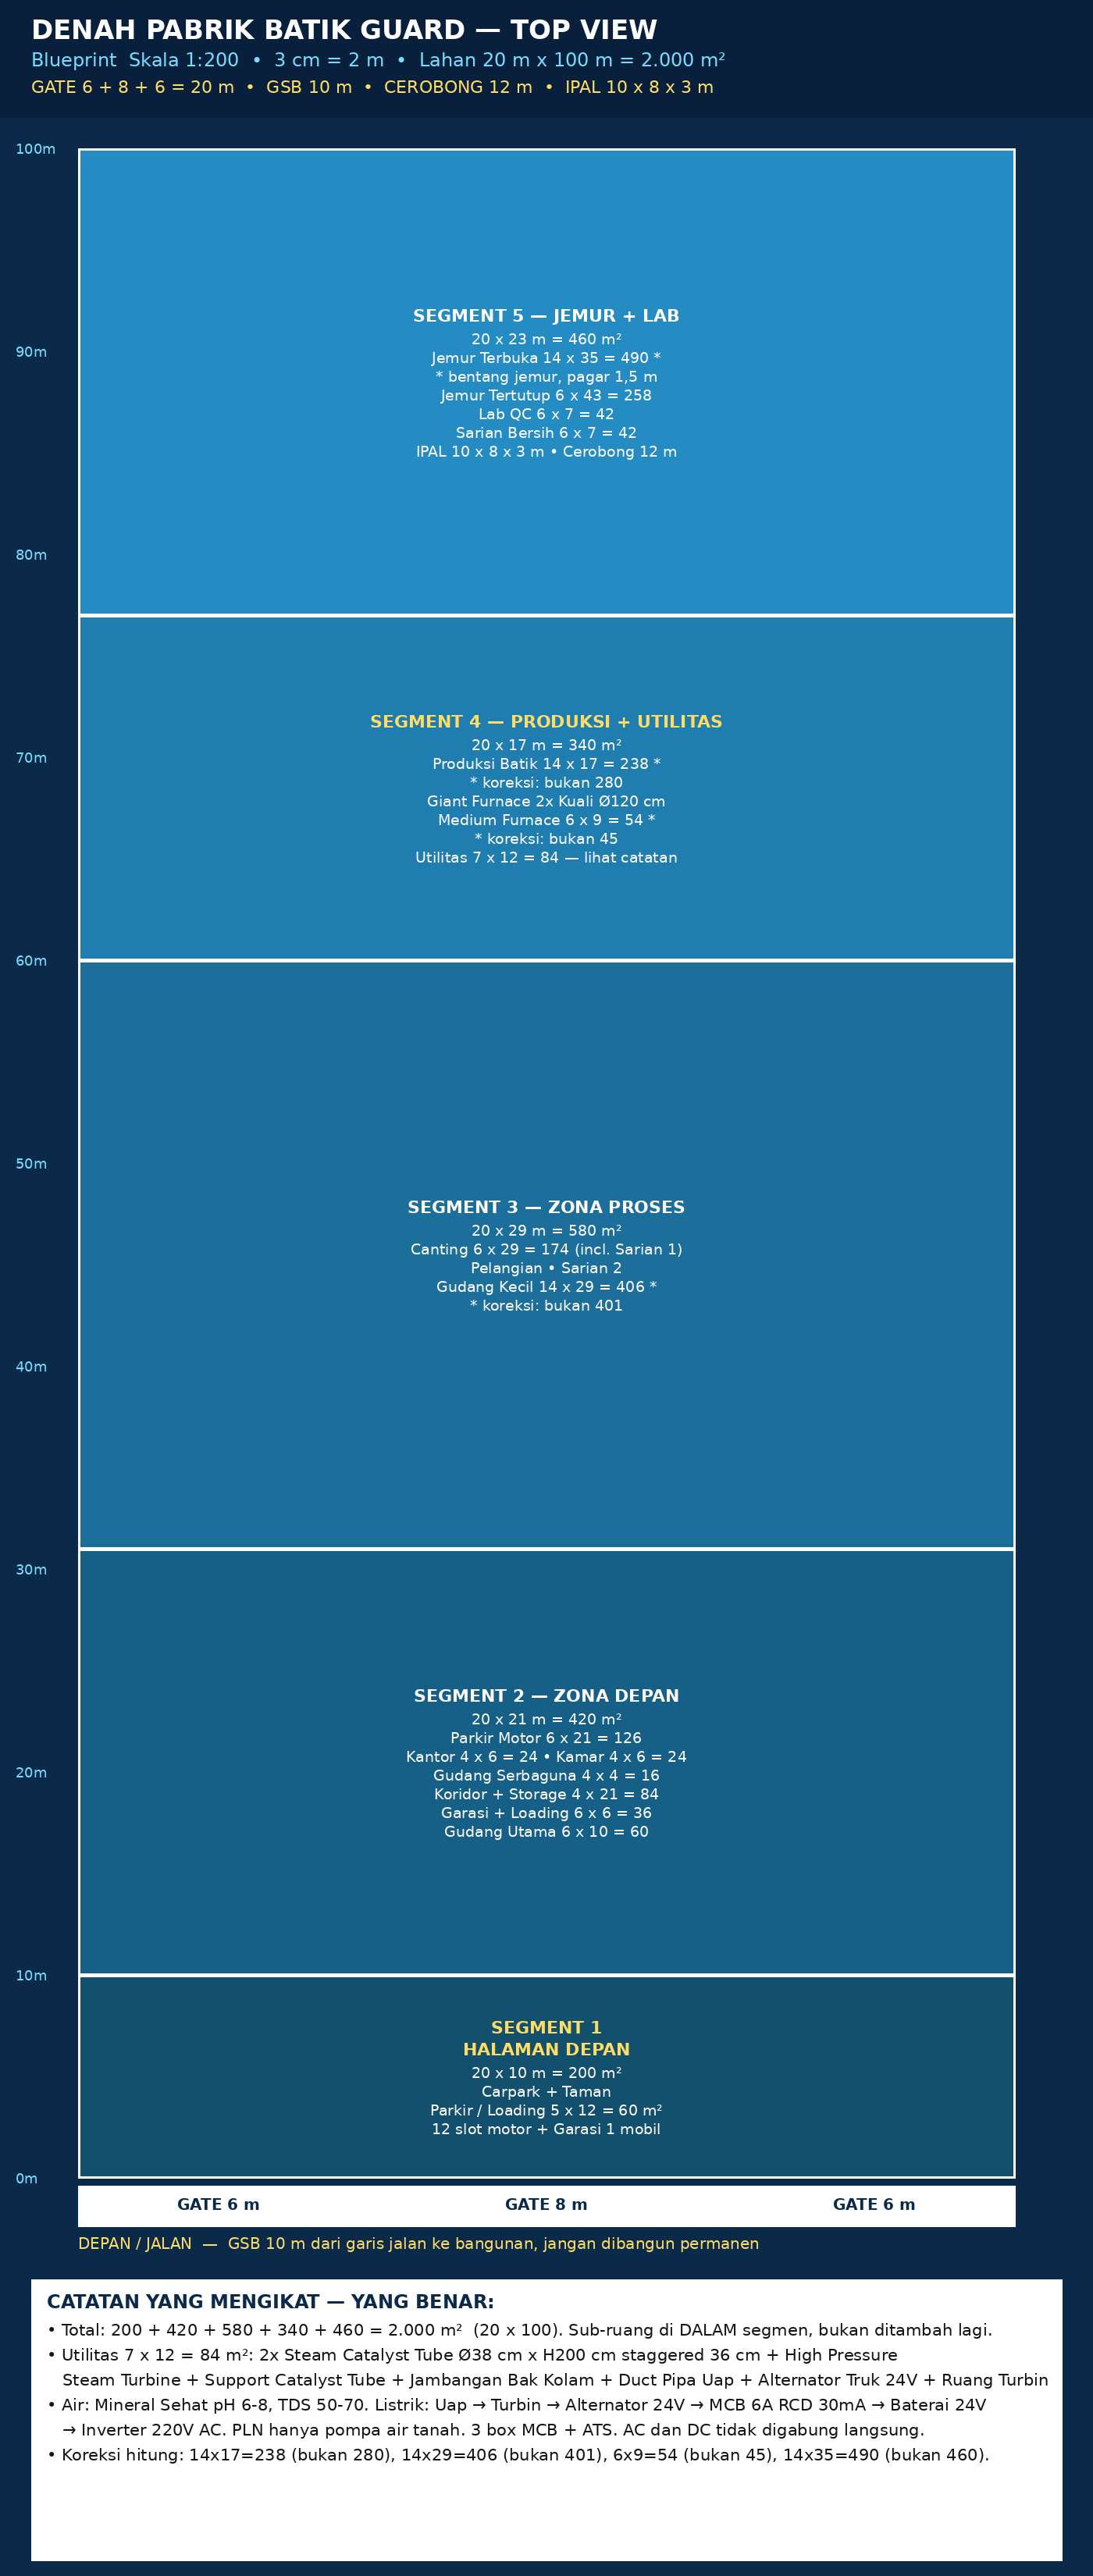 DENAH PABRIK BATIK GUARD — TOP VIEW
Blueprint Skala 1:200 • 3 cm = 2 m • Lahan 20 m x 100 m = 2.000 m²
GATE 6 + 8 + 6 = 20 m • GSB 10 m • CEROBONG 12 m • IPAL 10 x 8 x 3 m
100m
SEGMENT 5 — JEMUR + LAB
20 x 23 m = 460 m²
90m
Jemur Terbuka 14 x 35 = 490 *
* bentang jemur, pagar 1,5 m
Jemur Tertutup 6 x 43 = 258
Lab QC 6 x 7 = 42
Sarian Bersih 6 x 7 = 42
IPAL 10 x 8 x 3 m • Cerobong 12 m
80m
SEGMENT 4 — PRODUKSI + UTILITAS
20 x 17 m = 340 m²
70m
Produksi Batik 14 x 17 = 238 *
* koreksi: bukan 280
Giant Furnace 2x Kuali Ø120 cm
Medium Furnace 6 x 9 = 54 *
* koreksi: bukan 45
Utilitas 7 x 12 = 84 — lihat catatan
60m
50m
SEGMENT 3 — ZONA PROSES
20 x 29 m = 580 m²
Canting 6 x 29 = 174 (incl. Sarian 1)
Pelangian • Sarian 2
Gudang Kecil 14 x 29 = 406 *
* koreksi: bukan 401
40m
30m
SEGMENT 2 — ZONA DEPAN
20 x 21 m = 420 m²
Parkir Motor 6 x 21 = 126
Kantor 4 x 6 = 24 • Kamar 4 x 6 = 24
20m
Gudang Serbaguna 4 x 4 = 16
Koridor + Storage 4 x 21 = 84
Garasi + Loading 6 x 6 = 36
Gudang Utama 6 x 10 = 60
10m
SEGMENT 1
HALAMAN DEPAN
20 x 10 m = 200 m²
Carpark + Taman
Parkir / Loading 5 x 12 = 60 m²
12 slot motor + Garasi 1 mobil
0m
GATE 6 m GATE 8 m GATE 6 m
DEPAN / JALAN — GSB 10 m dari garis jalan ke bangunan, jangan dibangun permanen
CATATAN YANG MENGIKAT — YANG BENAR:
• Total: 200 + 420 + 580 + 340 + 460 = 2.000 m² (20 x 100). Sub-ruang di DALAM segmen, bukan ditambah lagi.
• Utilitas 7 x 12 = 84 m²: 2x Steam Catalyst Tube Ø38 cm x H200 cm staggered 36 cm + High Pressure
Steam Turbine + Support Catalyst Tube + Jambangan Bak Kolam + Duct Pipa Uap + Alternator Truk 24V + Ruang Turbin
• Air: Mineral Sehat pH 6-8, TDS 50-70. Listrik: Uap → Turbin → Alternator 24V → MCB 6A RCD 30mA → Baterai 24V
→ Inverter 220V AC. PLN hanya pompa air tanah. 3 box MCB + ATS. AC dan DC tidak digabung langsung.
• Koreksi hitung: 14x17=238 (bukan 280), 14x29=406 (bukan 401), 6x9=54 (bukan 45), 14x35=490 (bukan 460).